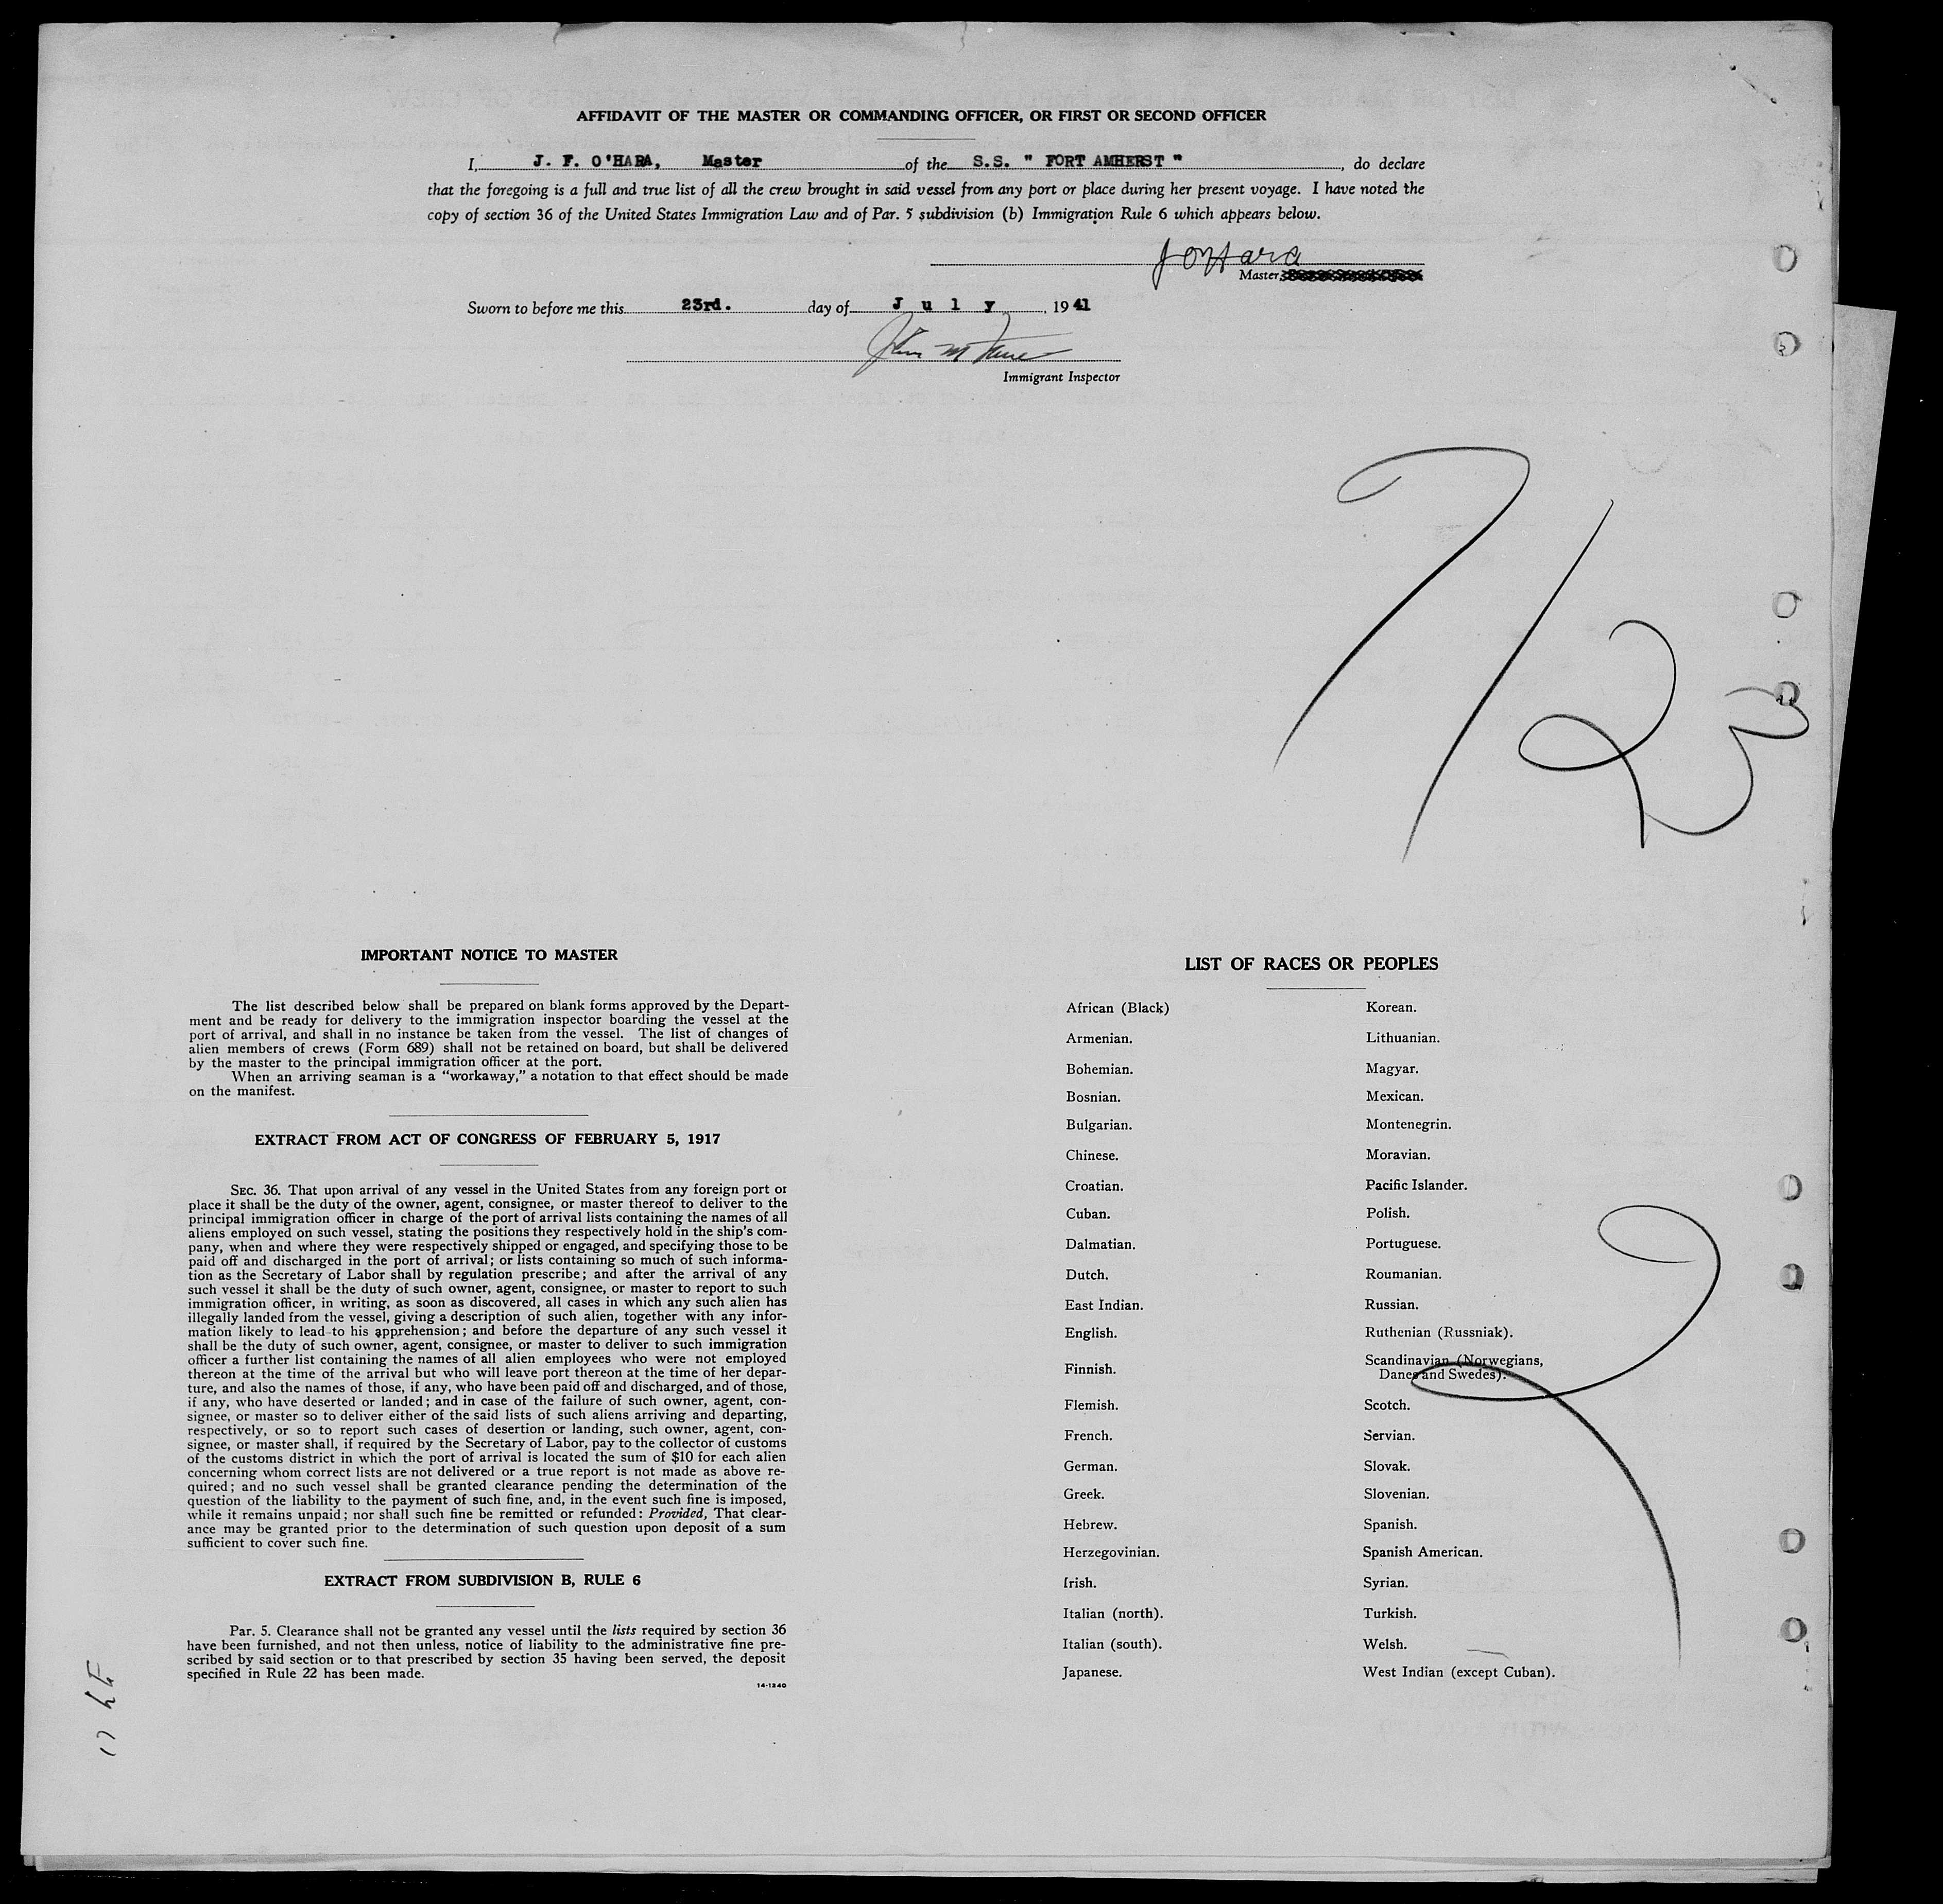 AFFIDAVIT OF THE MASTER OR COMMANDING OFFICER, OR FIRST OR SECOND OFFICER
I, J. F. O'HARA, Master of the S.S. " FORT AMHERST ", do declare
that the foregoing is a full and true list of all the crew brought in said vessel from any port or place during her present voyage. I have noted the
copy of section 36 of the United States Immigration Law and of Par. 5 subdivision (b) Immigration Rule 6 which appears below.
J O'Hara
Master
Sworn to before me this 23rd. day of July, 1941
Immigrant Inspector
7/23
IMPORTANT NOTICE TO MASTER
The list described below shall be prepared on blank forms approved by the Depart-
ment and be ready for delivery to the immigration inspector boarding the vessel at the
port of arrival, and shall in no instance be taken from the vessel. The list of changes of
alien members of crews (Form 689) shall not be retained on board, but shall be delivered
by the master to the principal immigration officer at the port.
When an arriving seaman is a "workaway," a notation to that effect should be made
on the manifest.
EXTRACT FROM ACT OF CONGRESS OF FEBRUARY 5, 1917
SEC. 36. That upon arrival of any vessel in the United States from any foreign port or
place it shall be the duty of the owner, agent, consignee, or master thereof to deliver to the
principal immigration officer in charge of the port of arrival lists containing the names of all
aliens employed on such vessel, stating the positions they respectively hold in the ship's com-
pany, when and where they were respectively shipped or engaged, and specifying those to be
paid off and discharged in the port of arrival; or lists containing so much of such informa-
tion as the Secretary of Labor shall by regulation prescribe; and after the arrival of any
such vessel it shall be the duty of such owner, agent, consignee, or master to report to such
immigration officer, in writing, as soon as discovered, all cases in which any such alien has
illegally landed from the vessel, giving a description of such alien, together with any infor-
mation likely to lead to his apprehension; and before the departure of any such vessel it
shall be the duty of such owner, agent, consignee, or master to deliver to such immigration
officer a further list containing the names of all alien employees who were not employed
thereon at the time of the arrival but who will leave port thereon at the time of her depar-
ture, and also the names of those, if any, who have been paid off and discharged, and of those,
if any, who have deserted or landed; and in case of the failure of such owner, agent, con-
signee, or master so to deliver either of the said lists of such aliens arriving and departing,
respectively, or so to report such cases of desertion or landing, such owner, agent, con-
signee, or master shall, if required by the Secretary of Labor, pay to the collector of customs
of the customs district in which the port of arrival is located the sum of $10 for each alien
concerning whom correct lists are not delivered or a true report is not made as above re-
quired; and no such vessel shall be granted clearance pending the determination of the
question of the liability to the payment of such fine, and, in the event such fine is imposed,
while it remains unpaid; nor shall such fine be remitted or refunded: Provided, That clear-
ance may be granted prior to the determination of such question upon deposit of a sum
sufficient to cover such fine.
EXTRACT FROM SUBDIVISION B, RULE 6
Par. 5. Clearance shall not be granted any vessel until the lists required by section 36
have been furnished, and not then unless, notice of liability to the administrative fine pre-
scribed by said section or to that prescribed by section 35 having been served, the deposit
specified in Rule 22 has been made.
14-1240
LIST OF RACES OR PEOPLES
African (Black)
Armenian.
Bohemian.
Bosnian.
Bulgarian.
Chinese.
Croatian.
Cuban.
Dalmatian.
Dutch.
East Indian.
English.
Finnish.
Flemish.
French.
German.
Greek.
Hebrew.
Herzegovinian.
Irish.
Italian (north).
Italian (south).
Japanese.
Korean.
Lithuanian.
Magyar.
Mexican.
Montenegrin.
Moravian.
Pacific Islander.
Polish.
Portuguese.
Roumanian.
Russian.
Ruthenian (Russniak).
Scandinavian (Norwegians,
Danes and Swedes).
Scotch.
Servian.
Slovak.
Slovenian.
Spanish.
Spanish American.
Syrian.
Turkish.
Welsh.
West Indian (except Cuban).
2